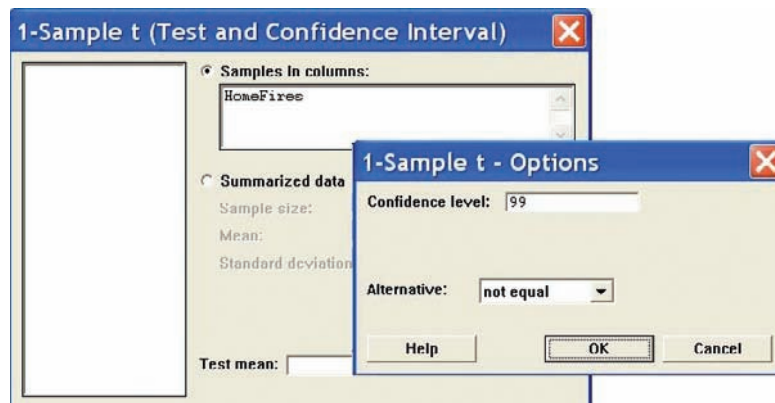 1-Sample t (Test and Confidence Interval)
Samples in columns:
HomeFires
Summarized data
Sample size:
Mean:
Standard deviation
Test mean:
1-Sample t - Options
Confidence level: 99
Alternative: not equal
Help OK Cancel